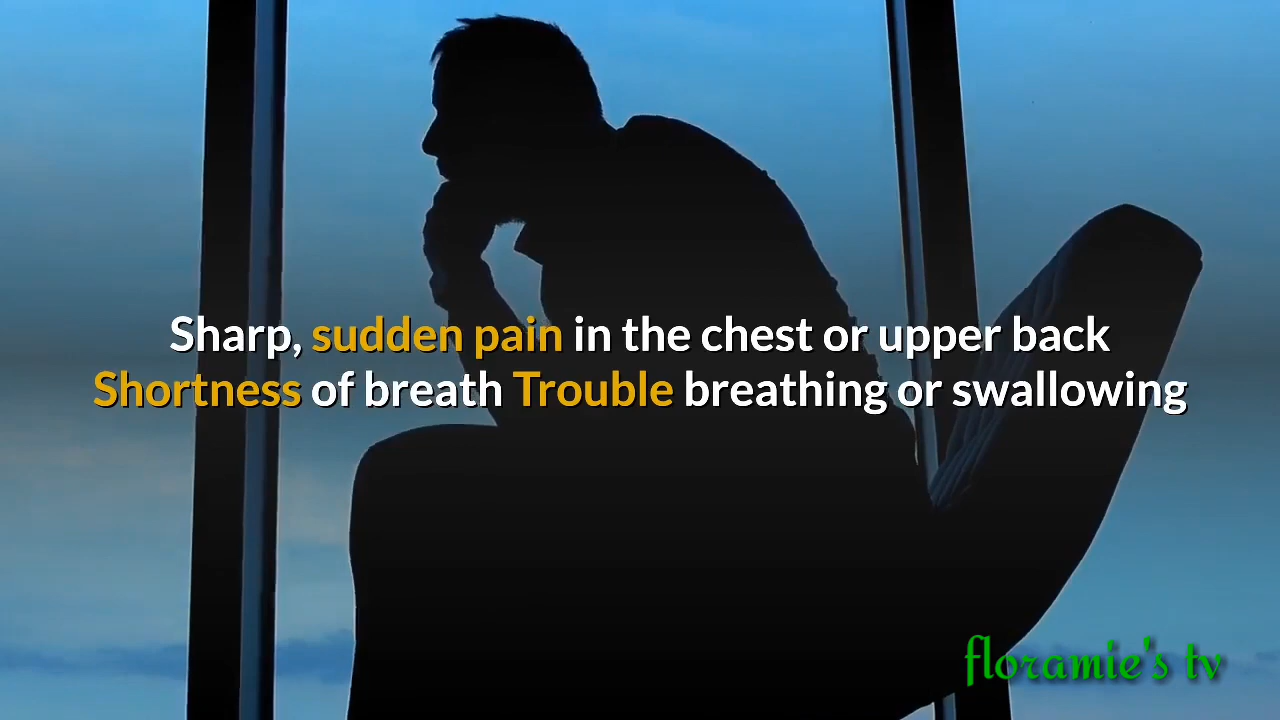 Sharp, sudden pain in the chest or upper back
Shortness of breath Trouble breathing or swallowing
floramie's tv